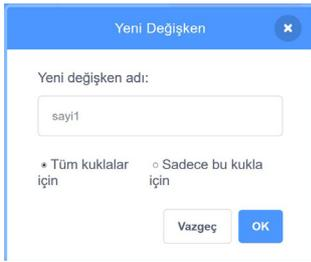 Yeni Değişken
Yeni değişken adı:
sayi1
Tüm kuklalar
için
Sadece bu kukla
için
Vazgeç
OK